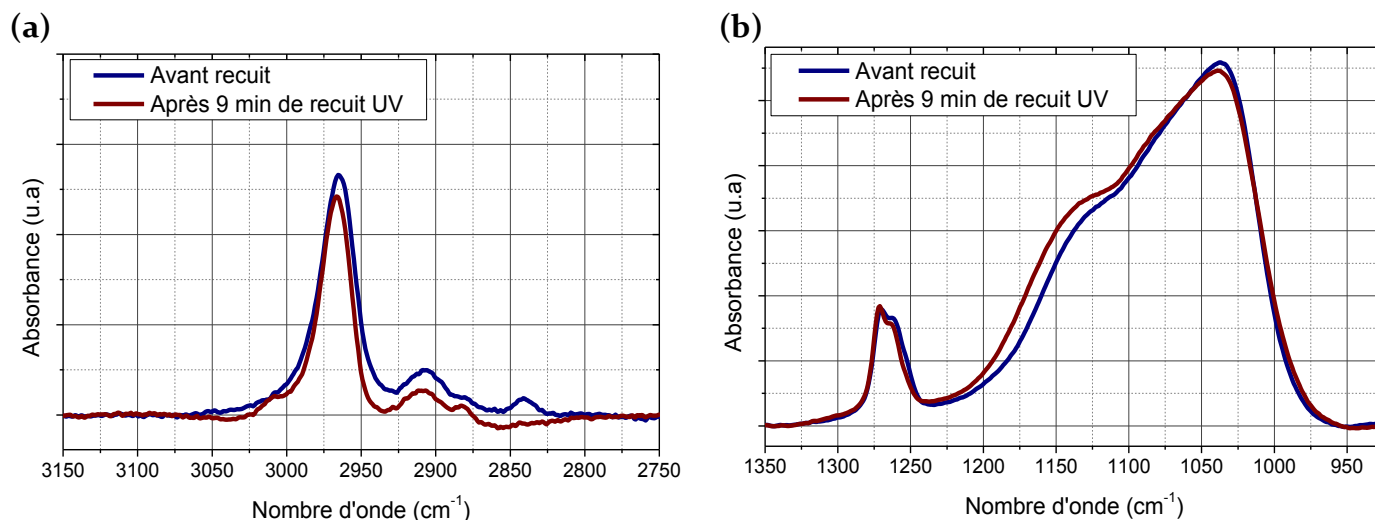 (a)
Avant recuit
Après 9 min de recuit UV
Absorbance (u.a)
3150 3100 3050 3000 2950 2900 2850 2800 2750
Nombre d'onde (cm⁻¹)
(b)
Avant recuit
Après 9 min de recuit UV
Absorbance (u.a)
1350 1300 1250 1200 1150 1100 1050 1000 950
Nombre d'onde (cm⁻¹)